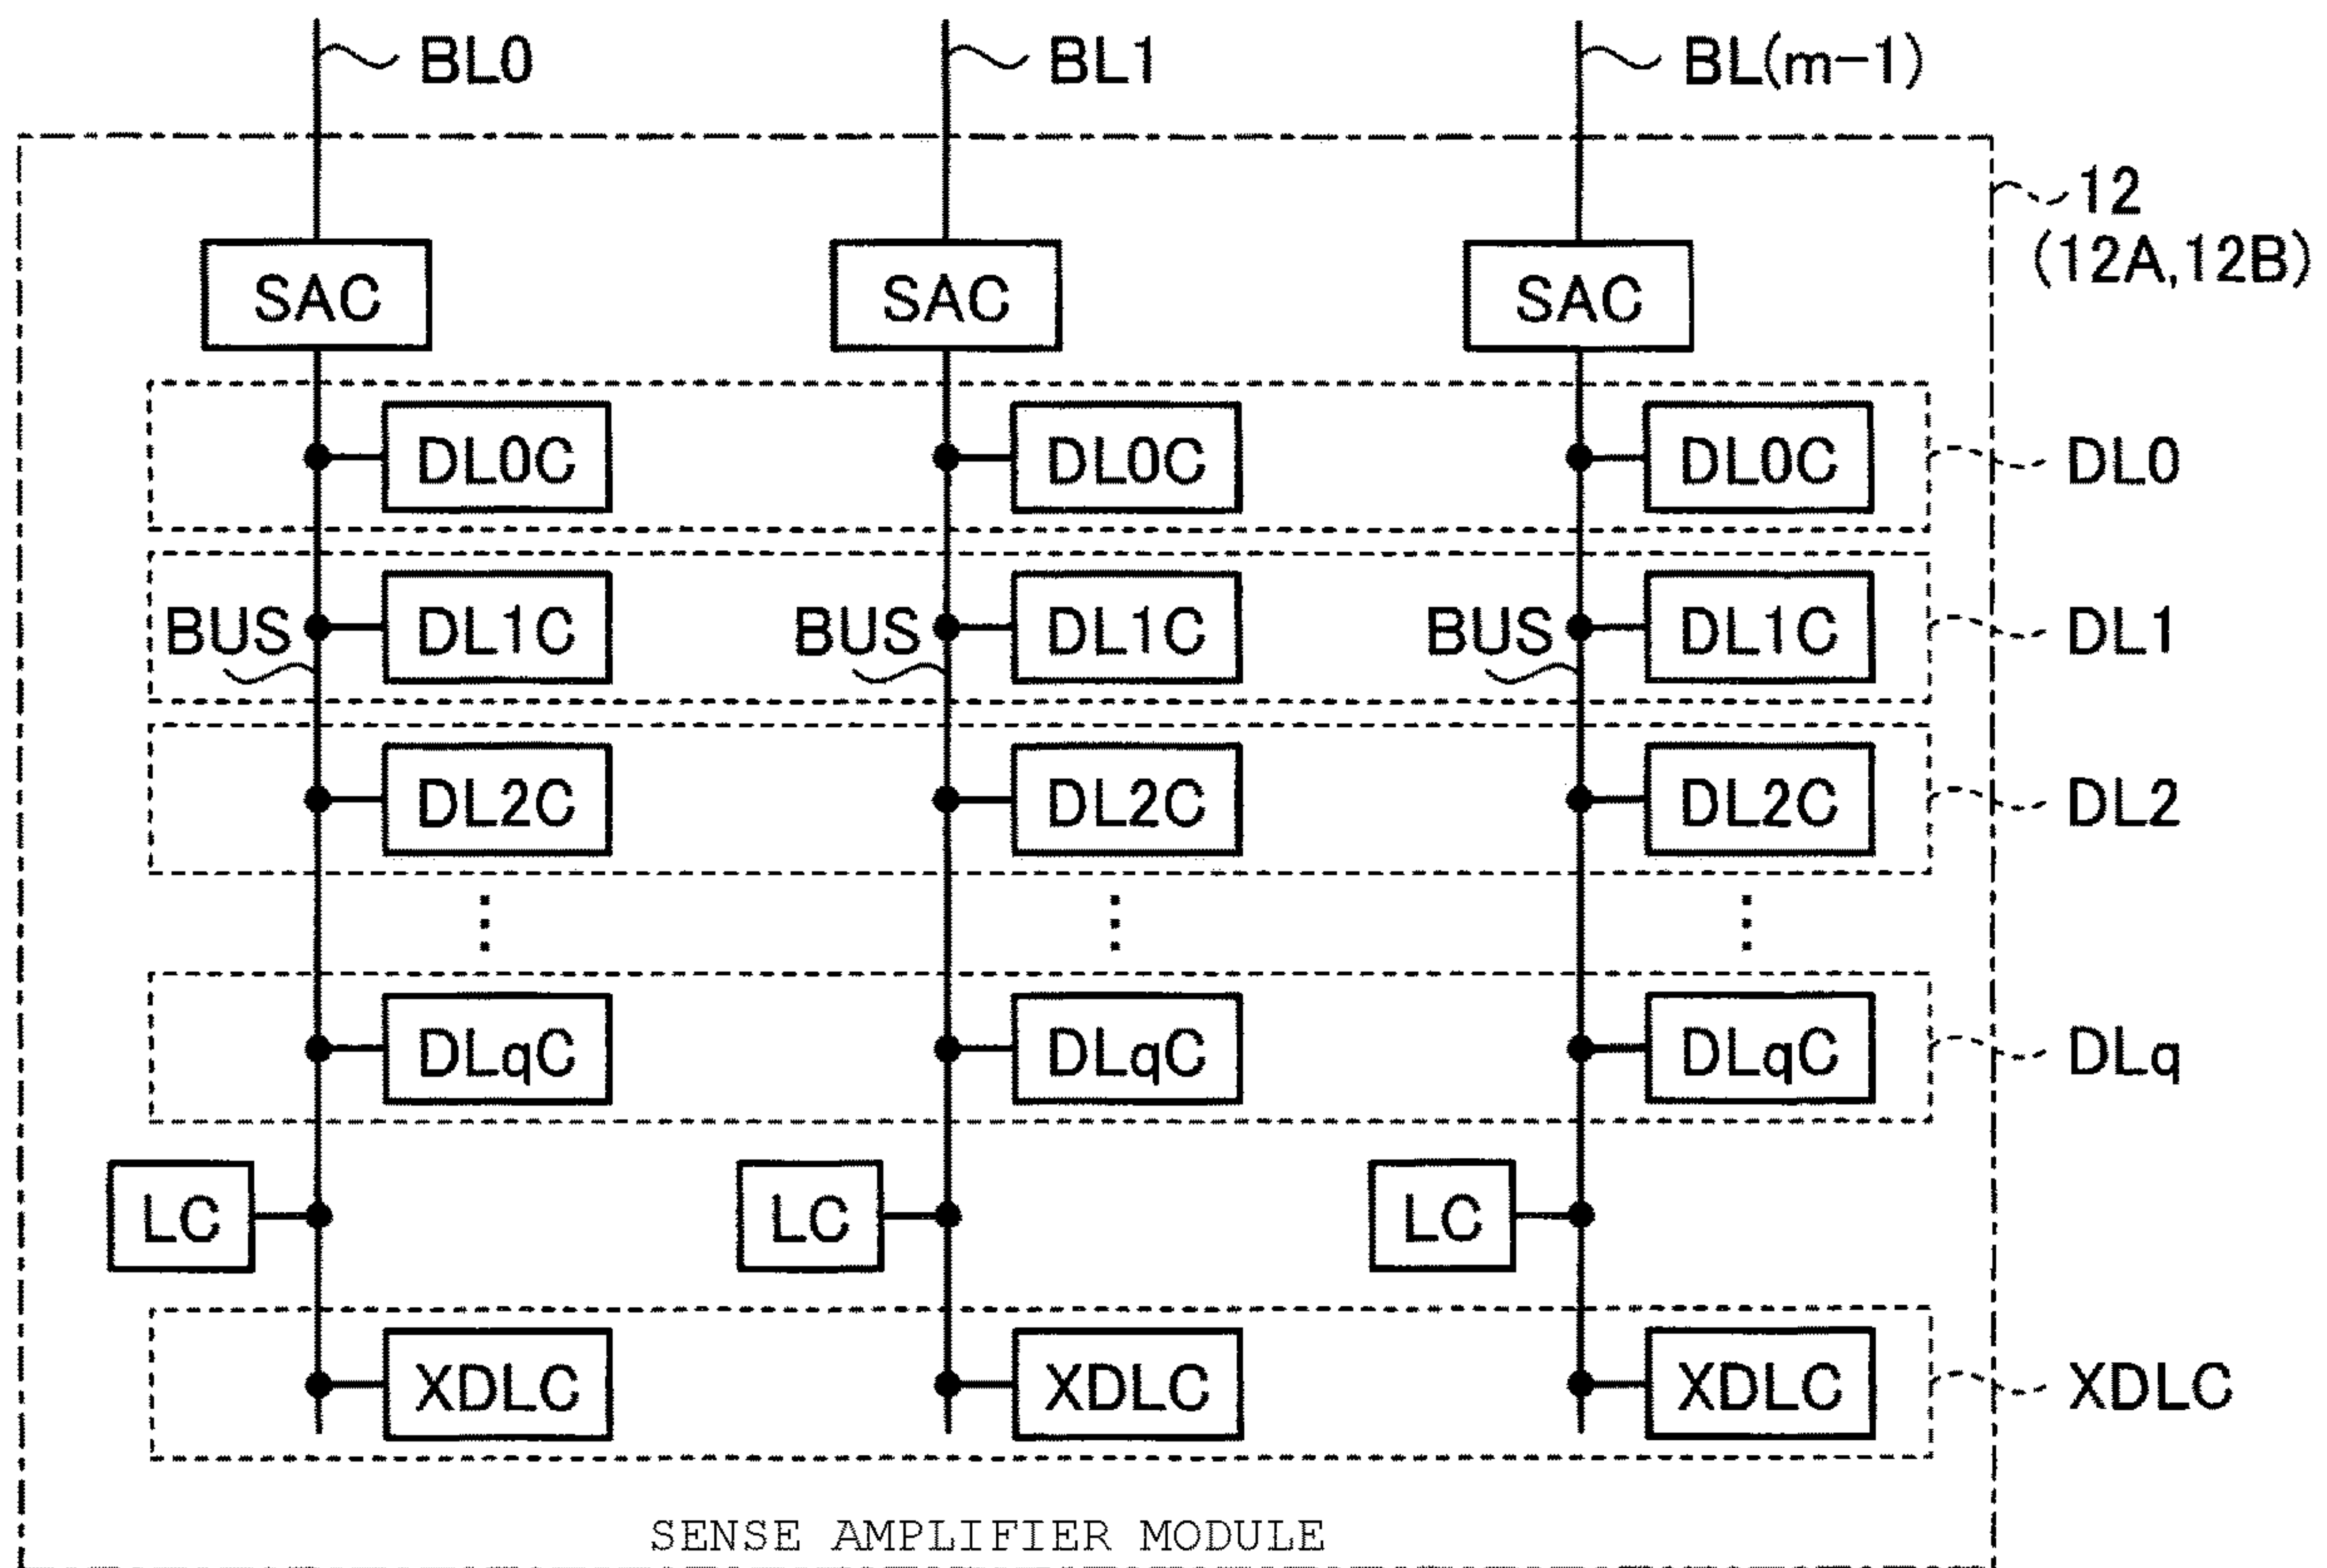 BL0 BL1 BL(m-1)
12
(12A,12B)
SAC SAC SAC
DL0C DL0C DL0C DL0
BUS DL1C BUS DL1C BUS DL1C DL1
DL2C DL2C DL2C DL2
DLqC DLqC DLqC DLq
LC LC LC
XDLC XDLC XDLC XDLC
SENSE AMPLIFIER MODULE